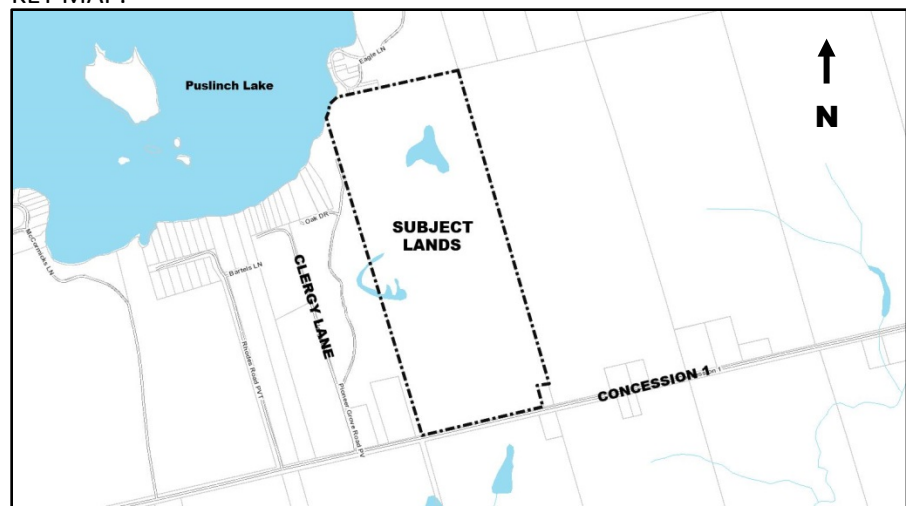 KEY MAP:
Eagle LN
Puslinch Lake
N
SUBJECT
LANDS
Oak DR
McCormicks LN
Bartels LN
CLERGY LANE
Rhodes Road PVT
Pioneer Grove Road PV
CONCESSION 1